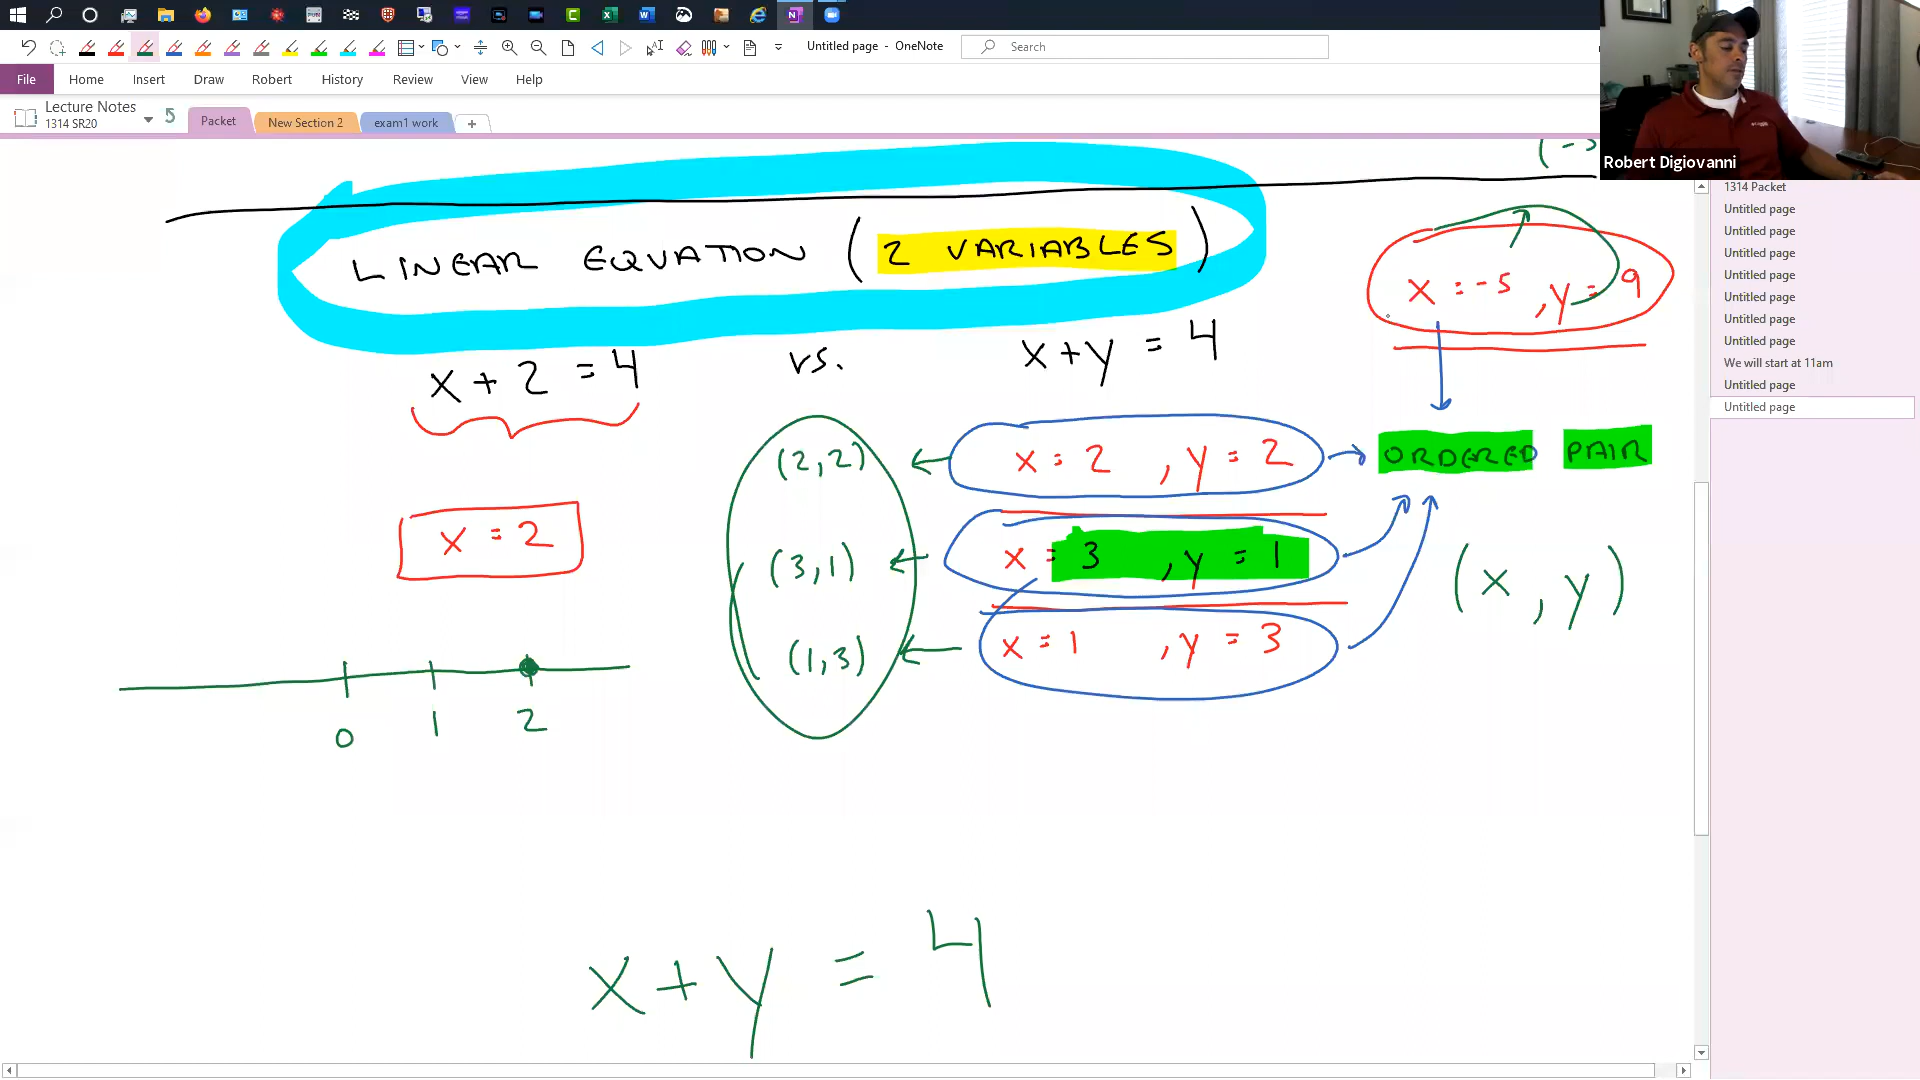 Untitled page - OneNote
Search
File Home Insert Draw Robert History Review View Help
Lecture Notes
1314 SR20
Packet New Section 2 exam1 work +
Robert Digiovanni
1314 Packet
Untitled page
Untitled page
Untitled page
Untitled page
Untitled page
Untitled page
Untitled page
We will start at 11am
Untitled page
Untitled page
LINEAR EQUATION (2 VARIABLES)
x = -5 , y = 9
x + 2 = 4 vs. x + y = 4
(2,2) x = 2 , y = 2 ORDERED PAIR
x = 2 (3,1) x = 3 , y = 1 (x , y)
(1,3) x = 1 , y = 3
0 1 2
x + y = 4